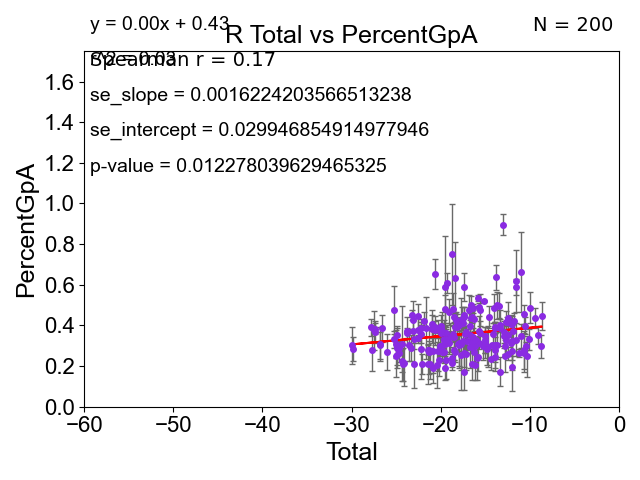 y = 0.00x + 0.43
N = 200
R Total vs PercentGpA
Spearman r = 0.17
se_slope = 0.0016224203566513238
se_intercept = 0.029946854914977946
p-value = 0.012278039629465325
PercentGpA
1.6
1.4
1.2
1.0
0.8
0.6
0.4
0.2
0.0
−60
−50
−40
−30
−20
−10
0
Total